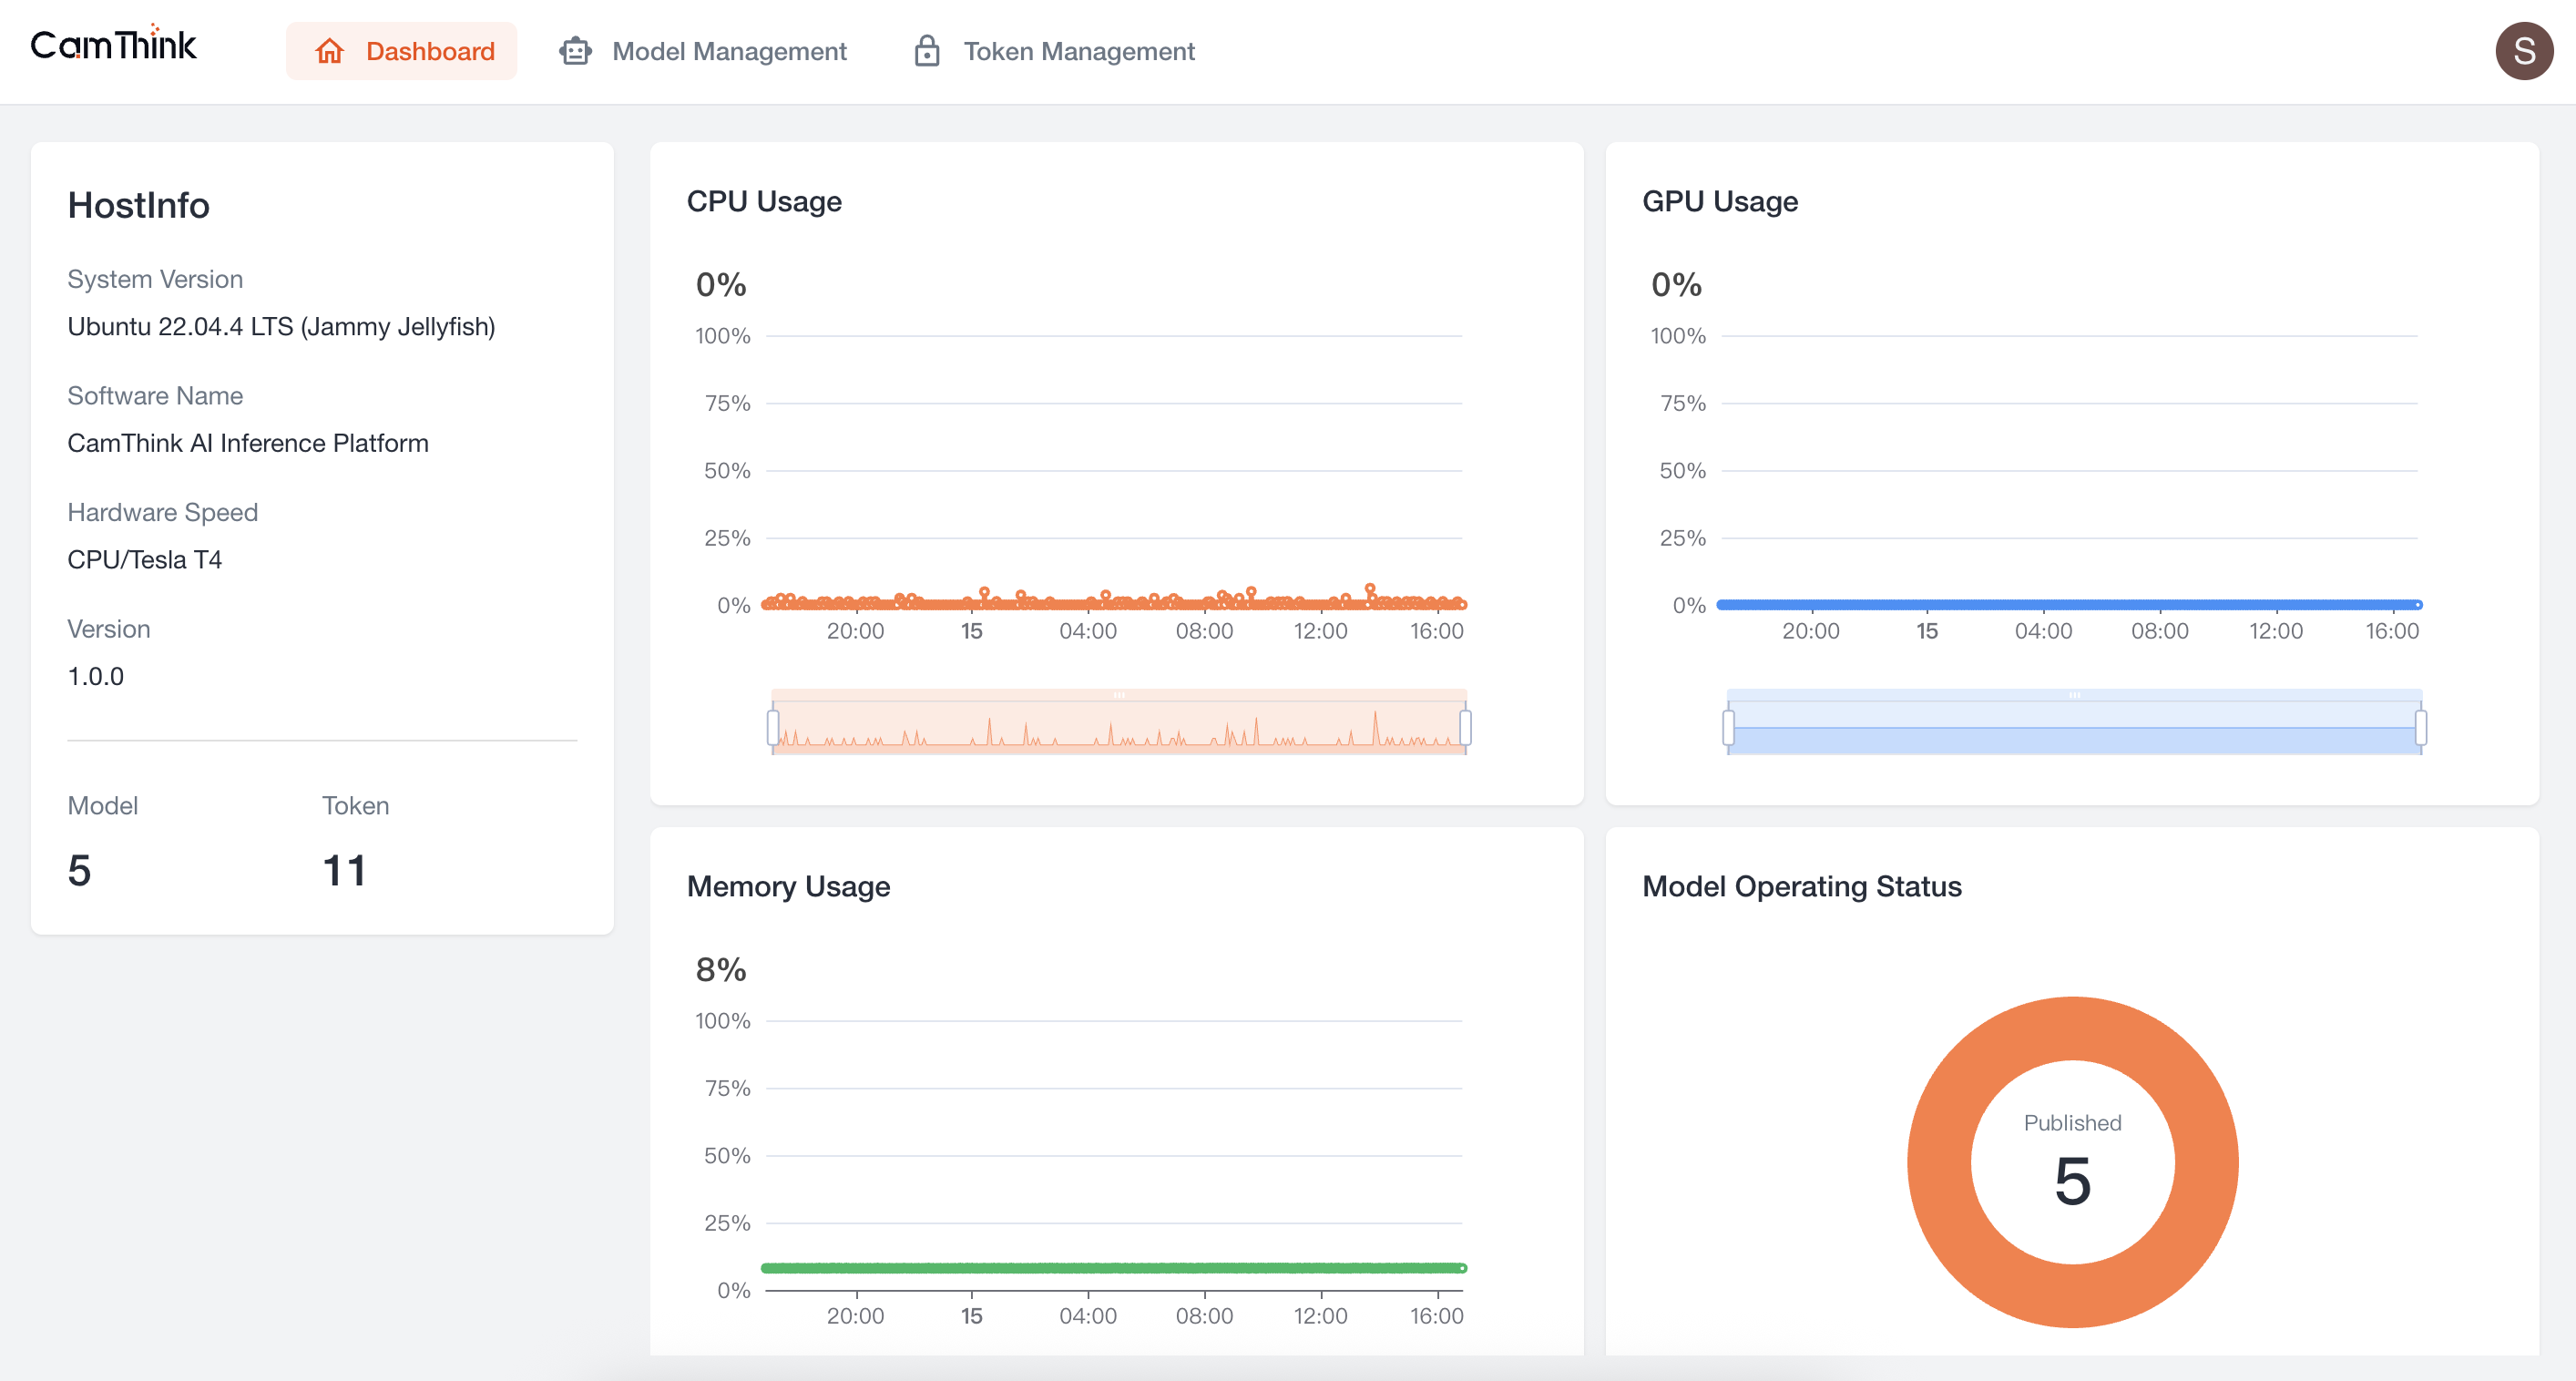 CamThink
Dashboard
Model Management
Token Management
S
HostInfo
System Version
Ubuntu 22.04.4 LTS (Jammy Jellyfish)
Software Name
CamThink AI Inference Platform
Hardware Speed
CPU/Tesla T4
Version
1.0.0
Model
Token
5
11
CPU Usage
0%
100%
75%
50%
25%
0%
20:00
15
04:00
08:00
12:00
16:00
GPU Usage
0%
100%
75%
50%
25%
0%
20:00
15
04:00
08:00
12:00
16:00
Memory Usage
8%
100%
75%
50%
25%
0%
20:00
15
04:00
08:00
12:00
16:00
Model Operating Status
Published
5